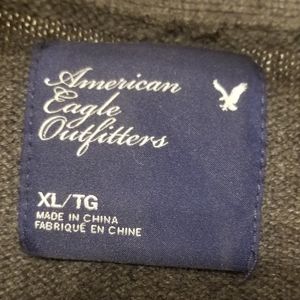 American
Eagle
Outfitters
XL/TG
MADE IN CHINA
FABRIQUÉ EN CHINE